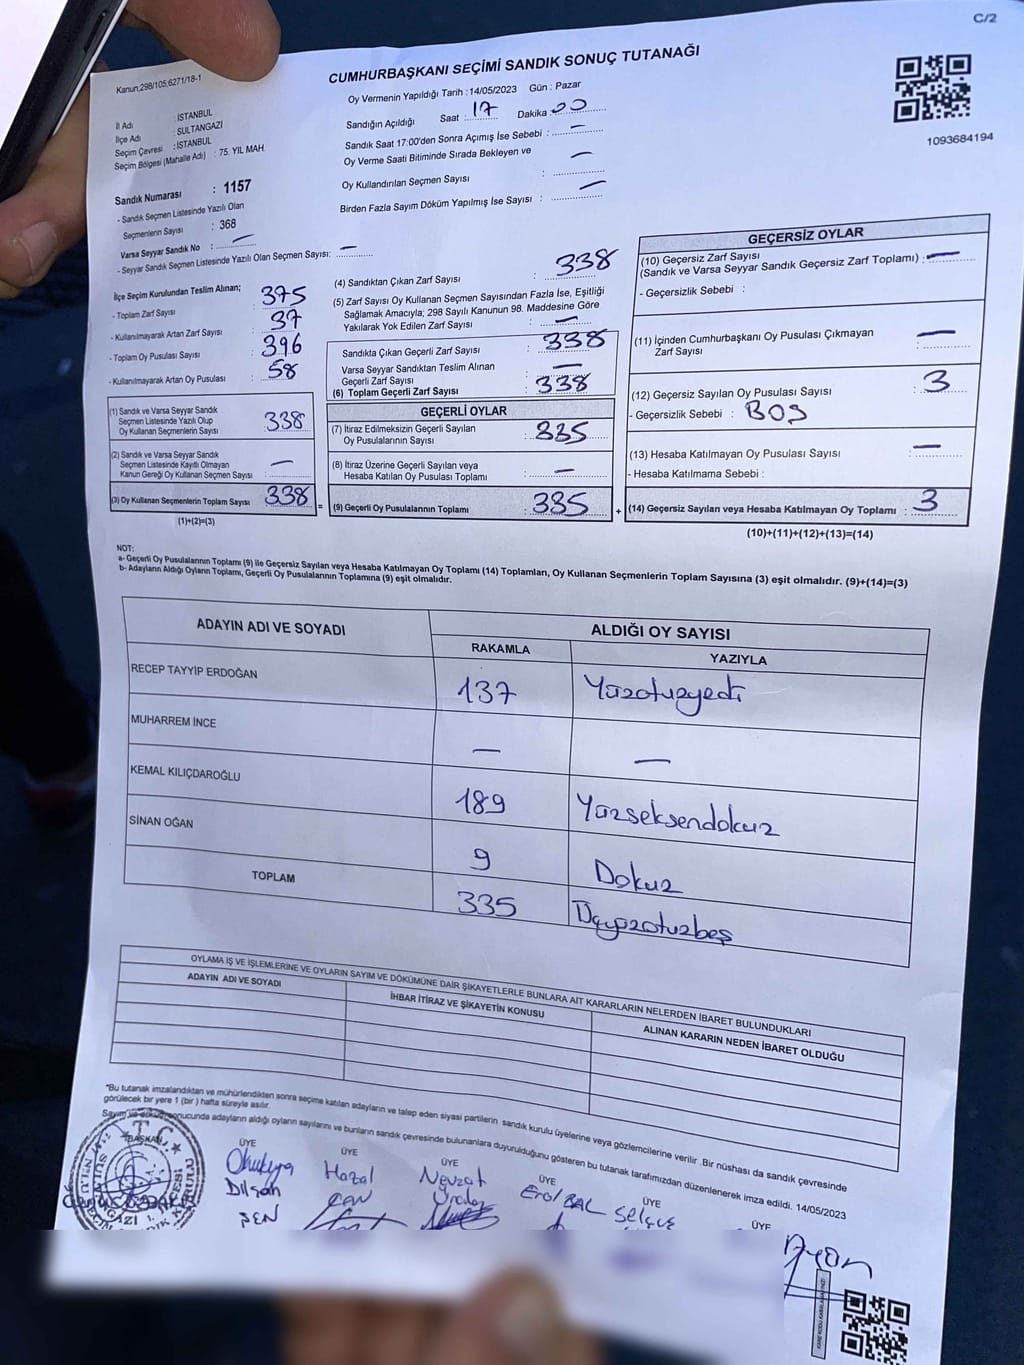 C/2
Kanun,298/105;6271/18-1
CUMHURBAŞKANI SEÇİMİ SANDIK SONUÇ TUTANAĞI
Oy Vermenin Yapıldığı Tarih : 14/05/2023 Gün : Pazar
İl Adı : İSTANBUL
İlçe Adı : SULTANGAZİ
Seçim Çevresi : İSTANBUL
Seçim Bölgesi (Mahalle Adı) : 75. YIL MAH.
Sandığın Açıldığı Saat : 17 Dakika : 00
Sandık Saat 17:00'den Sonra Açımış İse Sebebi : —
Oy Verme Saati Bitiminde Sırada Bekleyen ve
Oy Kullandırılan Seçmen Sayısı : —
Birden Fazla Sayım Döküm Yapılmış İse Sayısı : —
1093684194
Sandık Numarası : 1157
- Sandık Seçmen Listesinde Yazılı Olan
Seçmenlerin Sayısı : 368
Varsa Seyyar Sandık No : —
- Seyyar Sandık Seçmen Listesinde Yazılı Olan Seçmen Sayısı: —
İlçe Seçim Kurulundan Teslim Alınan;
- Toplam Zarf Sayısı : 375
- Kullanılmayarak Artan Zarf Sayısı : 37
- Toplam Oy Pusulası Sayısı : 396
- Kullanılmayarak Artan Oy Pusulası : 58
(1) Sandık ve Varsa Seyyar Sandık
Seçmen Listesinde Yazılı Olup
Oy Kullanan Seçmenlerin Sayısı : 338
(2) Sandık ve Varsa Seyyar Sandık
Seçmen Listesinde Kayıtlı Olmayan
Kanun Gereği Oy Kullanan Seçmen Sayısı : —
(3) Oy Kullanan Seçmenlerin Toplam Sayısı : 338
(1)+(2)=(3)
(4) Sandıktan Çıkan Zarf Sayısı : 338
(5) Zarf Sayısı Oy Kullanan Seçmen Sayısından Fazla İse, Eşitliği
Sağlamak Amacıyla; 298 Sayılı Kanunun 98. Maddesine Göre
Yakılarak Yok Edilen Zarf Sayısı : —
Sandıkta Çıkan Geçerli Zarf Sayısı : 338
Varsa Seyyar Sandıktan Teslim Alınan
Geçerli Zarf Sayısı : —
(6) Toplam Geçerli Zarf Sayısı : 338
GEÇERLİ OYLAR
(7) İtiraz Edilmeksizin Geçerli Sayılan
Oy Pusulalarının Sayısı : 335
(8) İtiraz Üzerine Geçerli Sayılan veya
Hesaba Katılan Oy Pusulası Toplamı : —
= (9) Geçerli Oy Pusulalarının Toplamı : 335
GEÇERSİZ OYLAR
(10) Geçersiz Zarf Sayısı
(Sandık ve Varsa Seyyar Sandık Geçersiz Zarf Toplamı) : —
- Geçersizlik Sebebi :
(11) İçinden Cumhurbaşkanı Oy Pusulası Çıkmayan
Zarf Sayısı : —
(12) Geçersiz Sayılan Oy Pusulası Sayısı : 3
- Geçersizlik Sebebi : BOŞ
(13) Hesaba Katılmayan Oy Pusulası Sayısı : —
- Hesaba Katılmama Sebebi :
+ (14) Geçersiz Sayılan veya Hesaba Katılmayan Oy Toplamı : 3
(10)+(11)+(12)+(13)=(14)
NOT:
a- Geçerli Oy Pusulalarının Toplamı (9) ile Geçersiz Sayılan veya Hesaba Katılmayan Oy Toplamı (14) Toplamları, Oy Kullanan Seçmenlerin Toplam Sayısına (3) eşit olmalıdır. (9)+(14)=(3)
b- Adayların Aldığı Oyların Toplamı, Geçerli Oy Pusulalarının Toplamına (9) eşit olmalıdır.
ADAYIN ADI VE SOYADI ALDIĞI OY SAYISI
RAKAMLA YAZIYLA
RECEP TAYYİP ERDOĞAN 137 Yüzotuzyedi
MUHARREM İNCE — —
KEMAL KILIÇDAROĞLU 189 Yüzseksendokuz
SİNAN OĞAN 9 Dokuz
TOPLAM 335 Üçyüzotuzbeş
OYLAMA İŞ VE İŞLEMLERİNE VE OYLARIN SAYIM VE DÖKÜMÜNE DAİR ŞİKAYETLERLE BUNLARA AİT KARARLARIN NELERDEN İBARET BULUNDUKLARI
ADAYIN ADI VE SOYADI İHBAR İTİRAZ VE ŞİKAYETİN KONUSU ALINAN KARARIN NEDEN İBARET OLDUĞU
*Bu tutanak imzalandıktan ve mühürlendikten sonra seçime katılan adayların ve talep eden siyasi partilerin sandık kurulu üyelerine veya gözlemcilerine verilir .Bir nüshası da sandık çevresinde
görülecek bir yere 1 (bir ) hafta süreyle asılır.
Sayım ve döküm sonucunda adayların aldığı oyların sayılarını ve bunların sandık çevresinde bulunanlara duyurulduğunu gösteren bu tutanak tarafımızdan düzenlenerek imza edildi. 14/05/2023
BAŞKAN ÜYE ÜYE ÜYE ÜYE ÜYE ÜYE
T.C.
Dilşan ŞEN
Hazal CAN
Nevzat
Erol BAL